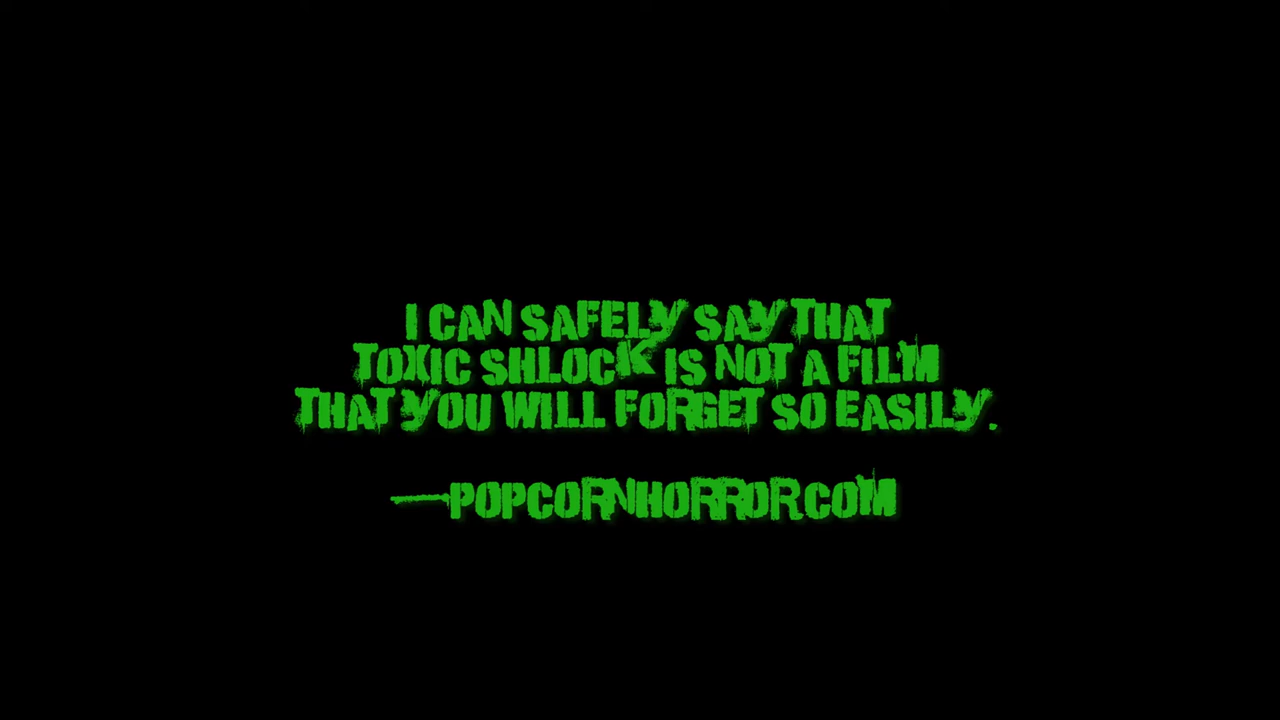 I CAN SAFELY SAY THAT
TOXIC SHLOCK IS NOT A FILM
THAT YOU WILL FORGET SO EASILY.
—POPCORNHORROR.COM